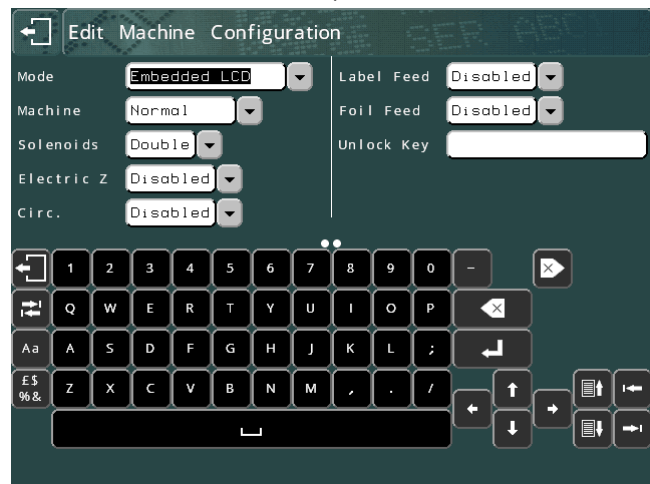 Edit Machine Configuration
Mode Embedded LCD
Machine Normal
Solenoids Double
Electric Z Disabled
Circ. Disabled
Label Feed Disabled
Foil Feed Disabled
Unlock Key
1 2 3 4 5 6 7 8 9 0 -
Q W E R T Y U I O P
Aa A S D F G H J K L ;
£$ %& Z X C V B N M , . /